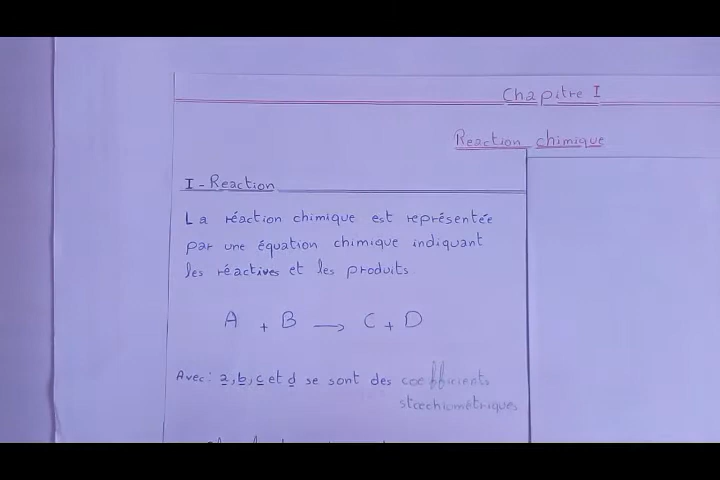 Chapitre I
Reaction chimique
I - Reaction
La réaction chimique est représentée
par une équation chimique indiquant
les réactives et les produits
A + B → C + D
Avec : a, b, c et d se sont des coefficients
stœchiométriques